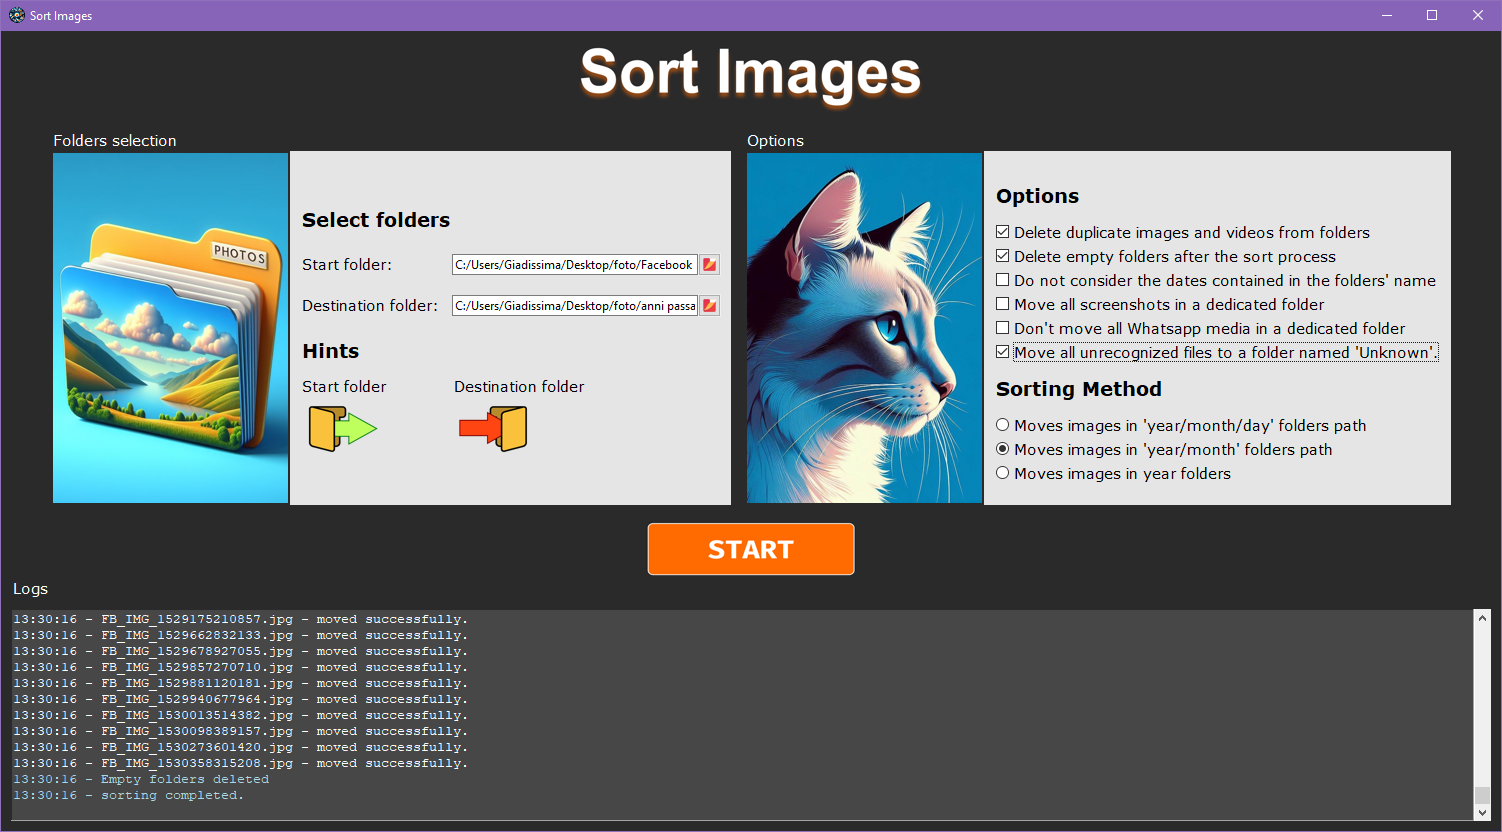 Sort Images
Sort Images
Folders selection
PHOTOS
Select folders
Start folder: C:/Users/Giadissima/Desktop/foto/Facebook
Destination folder: C:/Users/Giadissima/Desktop/foto/anni passa
Hints
Start folder Destination folder
Options
Options
Delete duplicate images and videos from folders
Delete empty folders after the sort process
Do not consider the dates contained in the folders' name
Move all screenshots in a dedicated folder
Don't move all Whatsapp media in a dedicated folder
Move all unrecognized files to a folder named 'Unknown'.
Sorting Method
Moves images in 'year/month/day' folders path
Moves images in 'year/month' folders path
Moves images in year folders
START
Logs
13:30:16 - FB_IMG_1529175210857.jpg - moved successfully.
13:30:16 - FB_IMG_1529662832133.jpg - moved successfully.
13:30:16 - FB_IMG_1529678927055.jpg - moved successfully.
13:30:16 - FB_IMG_1529857270710.jpg - moved successfully.
13:30:16 - FB_IMG_1529881120181.jpg - moved successfully.
13:30:16 - FB_IMG_1529940677964.jpg - moved successfully.
13:30:16 - FB_IMG_1530013514382.jpg - moved successfully.
13:30:16 - FB_IMG_1530098389157.jpg - moved successfully.
13:30:16 - FB_IMG_1530273601420.jpg - moved successfully.
13:30:16 - FB_IMG_1530358315208.jpg - moved successfully.
13:30:16 - Empty folders deleted
13:30:16 - sorting completed.